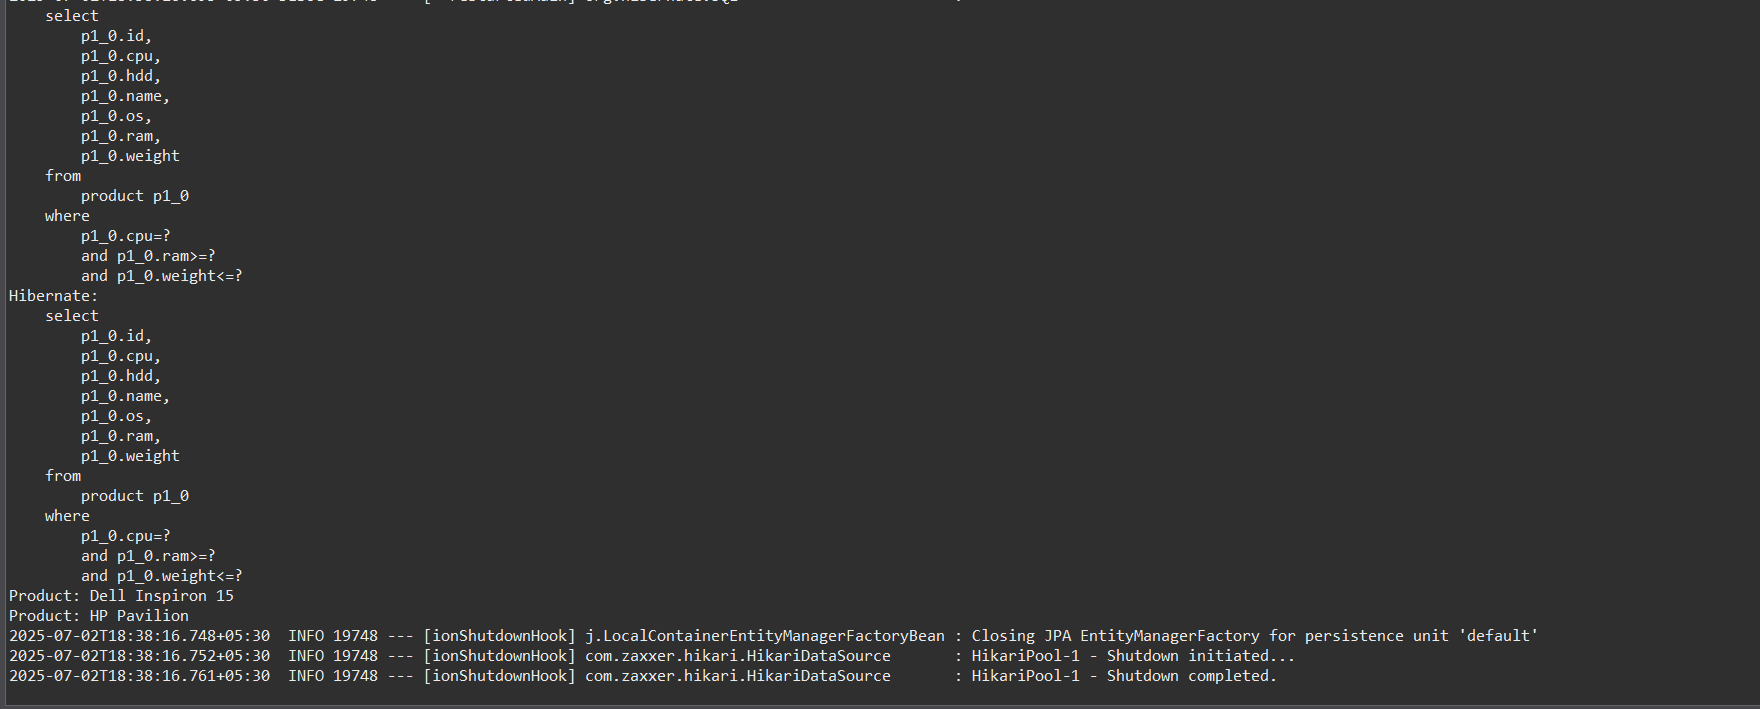 select
p1_0.id,
p1_0.cpu,
p1_0.hdd,
p1_0.name,
p1_0.os,
p1_0.ram,
p1_0.weight
from
product p1_0
where
p1_0.cpu=?
and p1_0.ram>=?
and p1_0.weight<=?
Hibernate:
select
p1_0.id,
p1_0.cpu,
p1_0.hdd,
p1_0.name,
p1_0.os,
p1_0.ram,
p1_0.weight
from
product p1_0
where
p1_0.cpu=?
and p1_0.ram>=?
and p1_0.weight<=?
Product: Dell Inspiron 15
Product: HP Pavilion
2025-07-02T18:38:16.748+05:30  INFO 19748 --- [ionShutdownHook] j.LocalContainerEntityManagerFactoryBean : Closing JPA EntityManagerFactory for persistence unit 'default'
2025-07-02T18:38:16.752+05:30  INFO 19748 --- [ionShutdownHook] com.zaxxer.hikari.HikariDataSource       : HikariPool-1 - Shutdown initiated...
2025-07-02T18:38:16.761+05:30  INFO 19748 --- [ionShutdownHook] com.zaxxer.hikari.HikariDataSource       : HikariPool-1 - Shutdown completed.